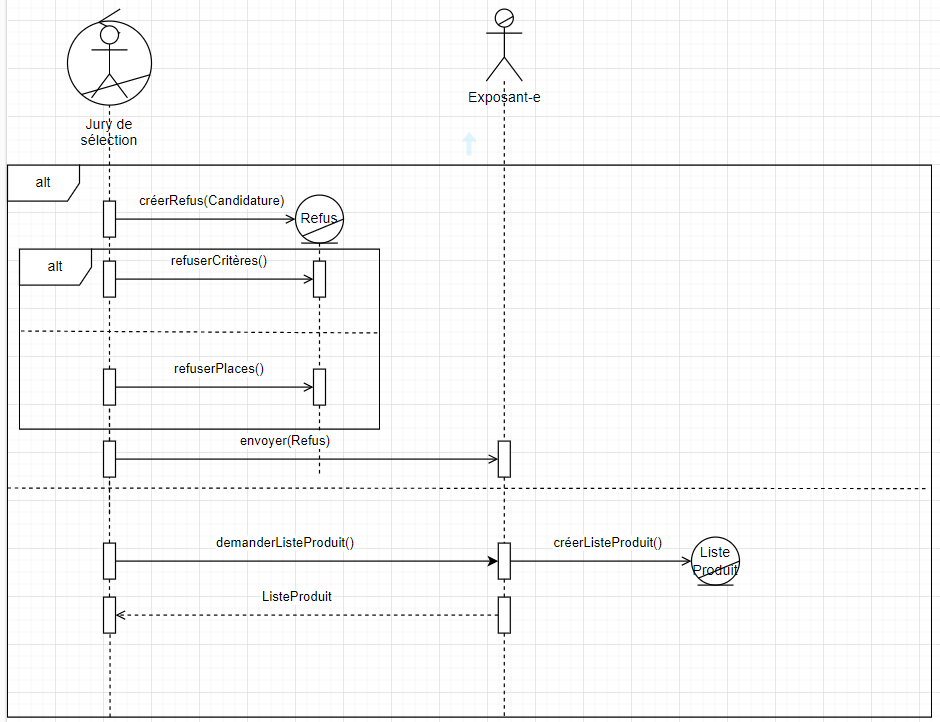 Jury de
sélection
Exposant-e
alt
créerRefus(Candidature)
Refus
alt
refuserCritères()
refuserPlaces()
envoyer(Refus)
demanderListeProduit()
créerListeProduit()
Liste
Produit
ListeProduit